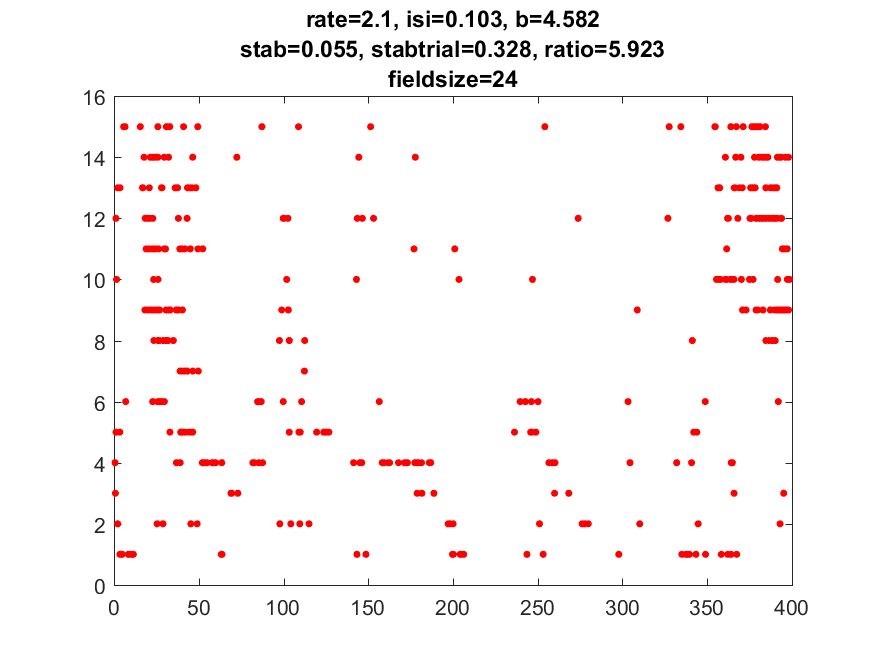 rate=2.1, isi=0.103, b=4.582
stab=0.055, stabtrial=0.328, ratio=5.923
fieldsize=24
16
14
12
10
8
6
4
2
0
0 50 100 150 200 250 300 350 400